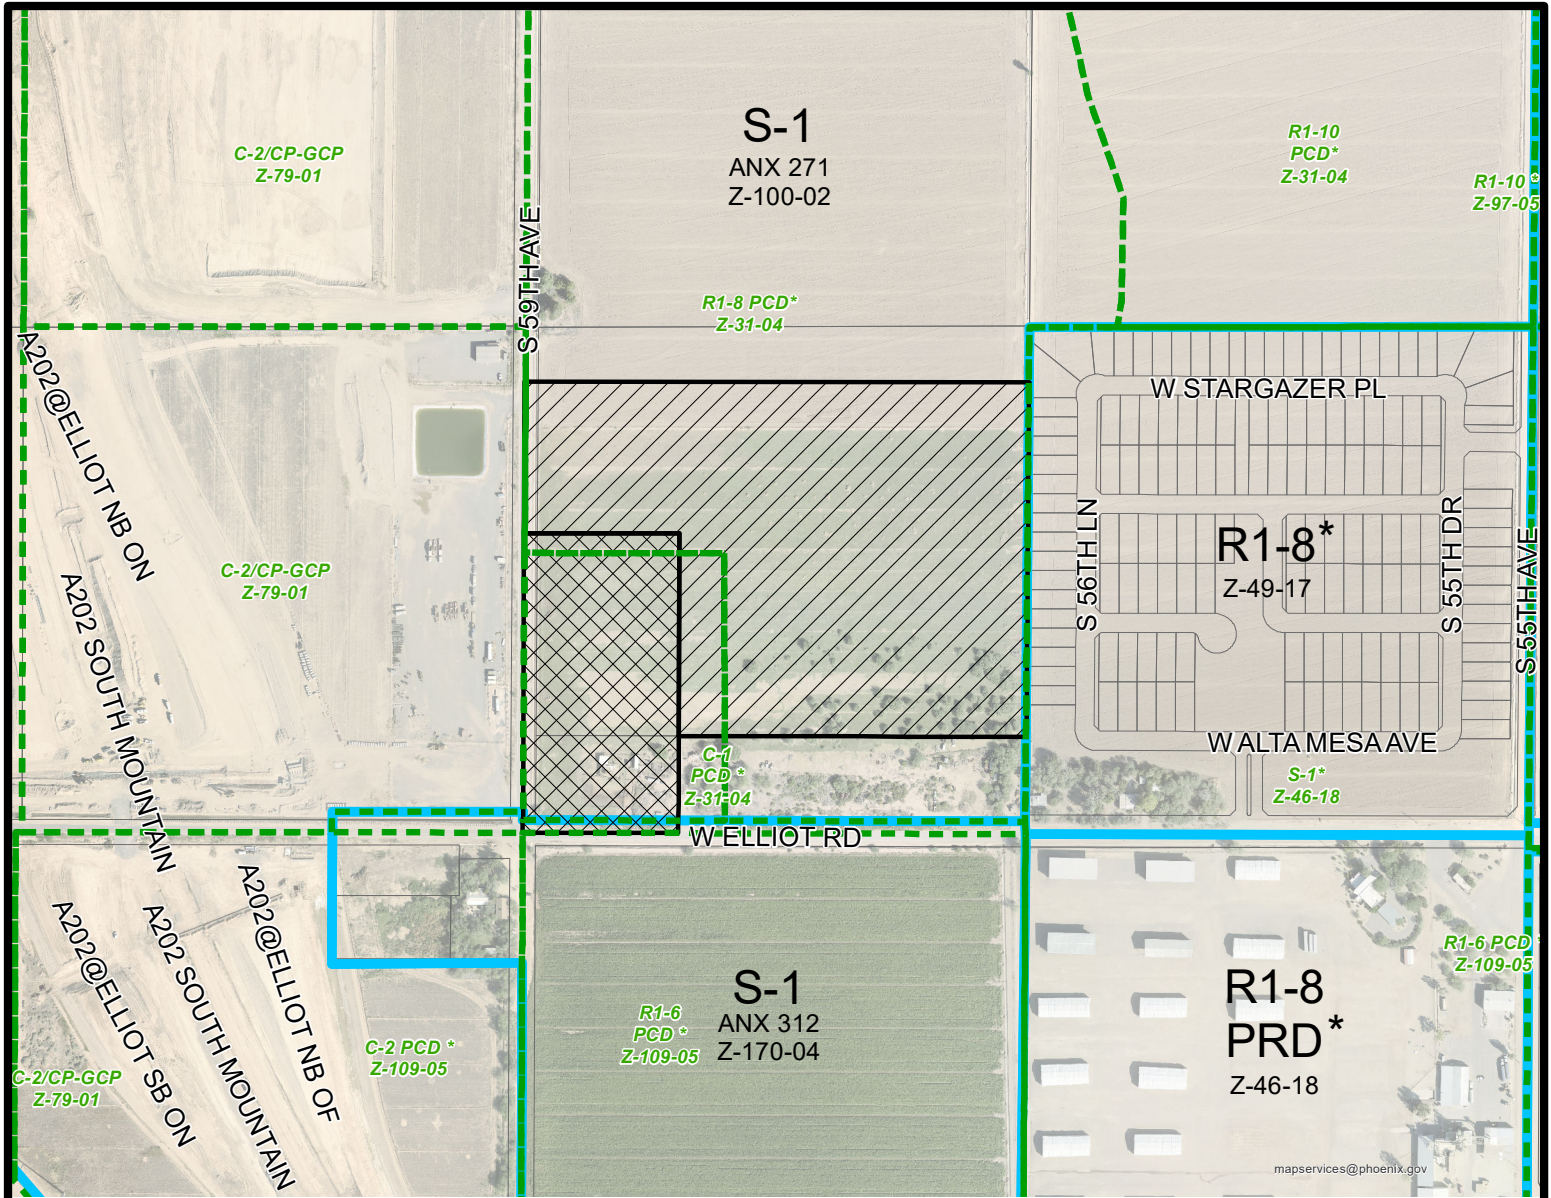 S-1
ANX 271
Z-100-02
C-2/CP-GCP
Z-79-01
R1-10
PCD*
Z-31-04
R1-10 *
Z-97-05
S 59TH AVE
R1-8 PCD*
Z-31-04
A202@ELLIOT NB ON
W STARGAZER PL
C-2/CP-GCP
Z-79-01
S 56TH LN
R1-8*
Z-49-17
S 55TH DR
S 55TH AVE
A202 SOUTH MOUNTAIN
C-1
PCD *
Z-31-04
W ALTA MESA AVE
S-1*
Z-46-18
W ELLIOT RD
A202@ELLIOT SB ON
A202 SOUTH MOUNTAIN
A202@ELLIOT NB OF
C-2 PCD *
Z-109-05
C-2/CP-GCP
Z-79-01
R1-6
PCD *
Z-109-05
S-1
ANX 312
Z-170-04
R1-8
PRD*
Z-46-18
R1-6 PCD *
Z-109-05
mapservices@phoenix.gov